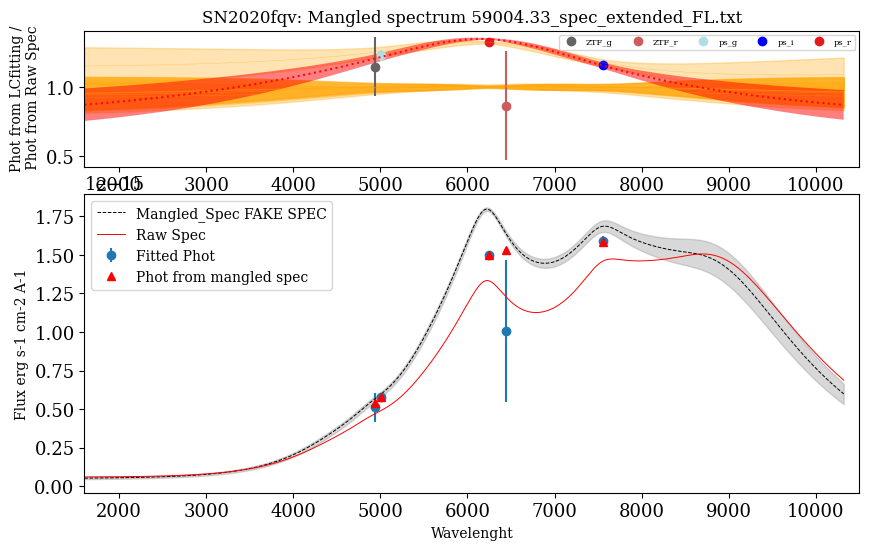 SN2020fqv: Mangled spectrum 59004.33_spec_extended_FL.txt
Phot from LCfitting /
Phot from Raw Spec
1.0
0.5
ZTF_g
ZTF_r
ps_g
ps_i
ps_r
2000 3000 4000 5000 6000 7000 8000 9000 10000
Flux erg s-1 cm-2 A-1
1.75
1.50
1.25
1.00
0.75
0.50
0.25
0.00
Mangled_Spec FAKE SPEC
Raw Spec
Fitted Phot
Phot from mangled spec
2000 3000 4000 5000 6000 7000 8000 9000 10000
Wavelenght